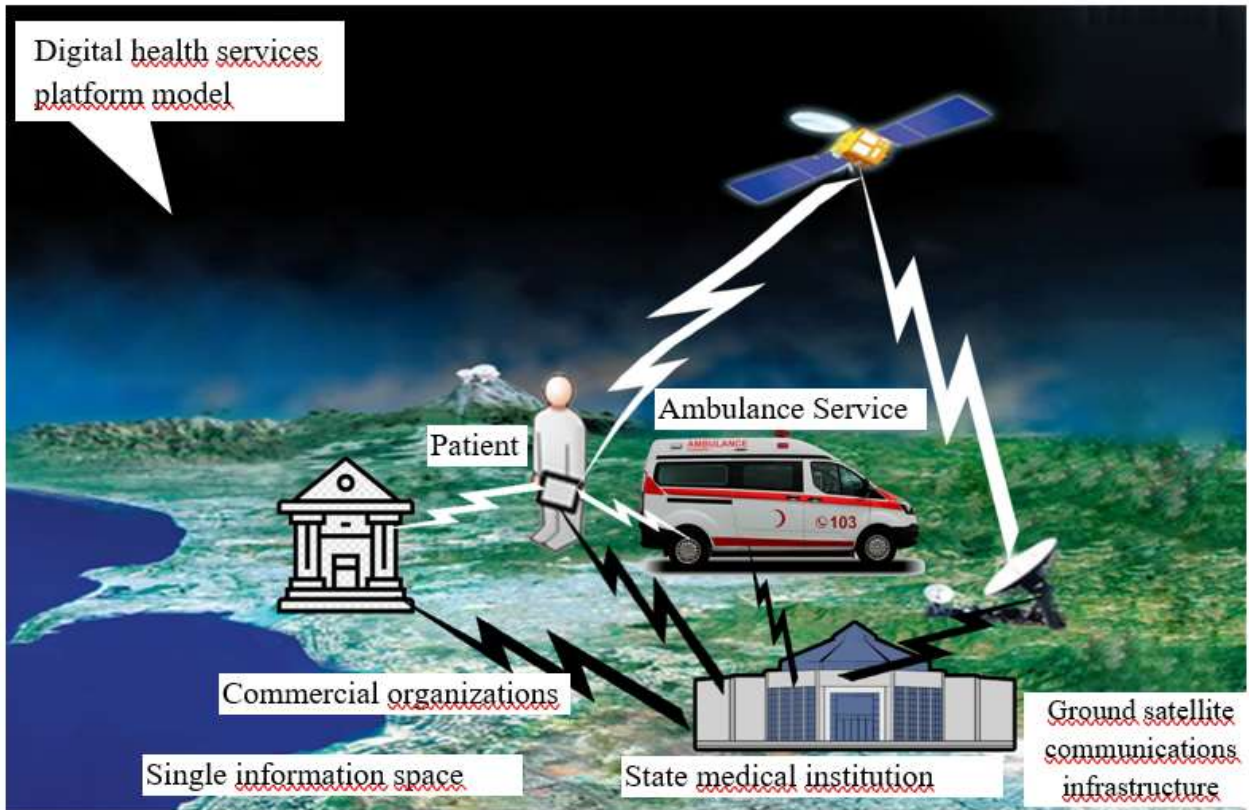 Digital health services
platform model
Ambulance Service
Patient
AMBULANCE
103
Commercial organizations
Single information space
State medical institution
Ground satellite
communications
infrastructure